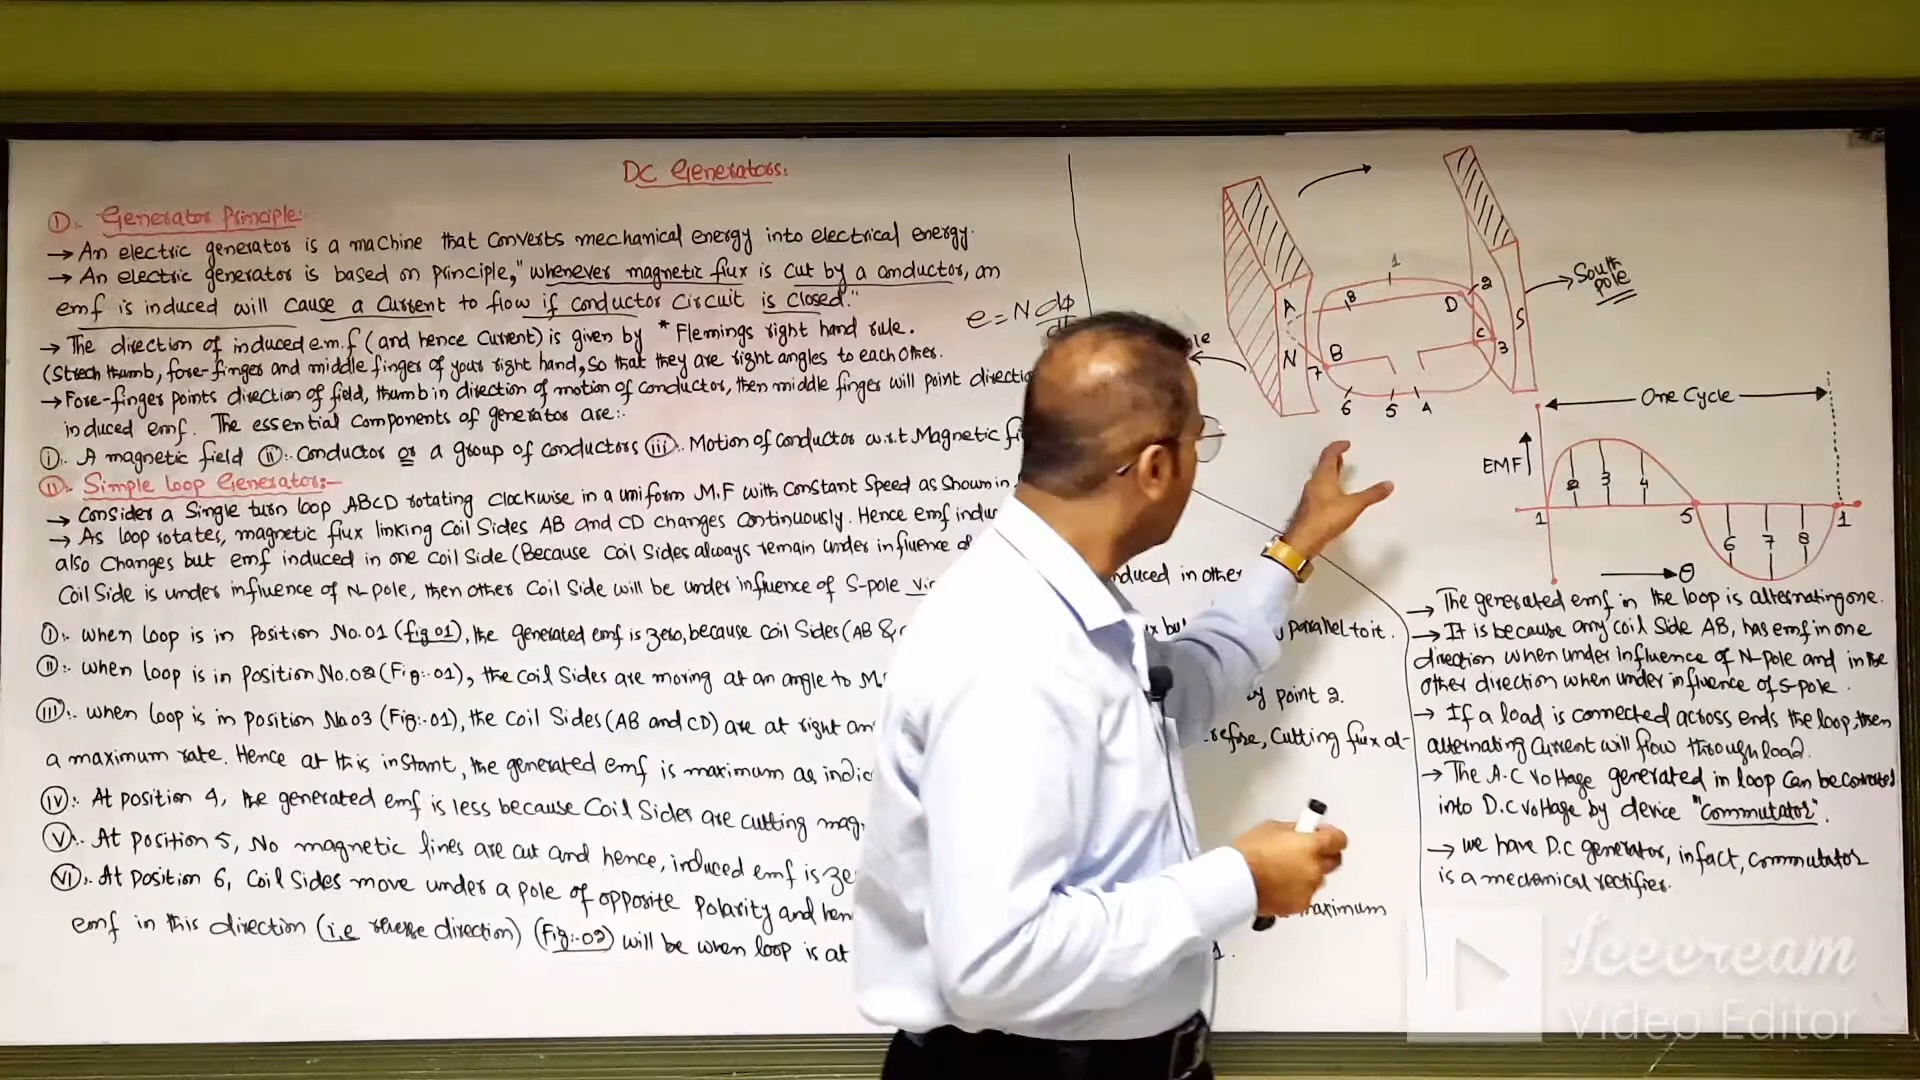 DC Generators:
I. Generator Principle:
→ An electric generator is a machine that Converts mechanical energy into electrical energy.
→ An electric generator is based on principle, "whenever magnetic flux is cut by a conductor, an
emf is induced will cause a current to flow if conductor circuit is closed."
e = N dφ
→ The direction of induced e.m.f (and hence current) is given by * Flemings right hand rule.
(Strech thumb, fore-finger and middle finger of your right hand, So that they are right angles to each other.
→ Fore-finger points direction of field, thumb in direction of motion of conductor, then middle finger will point
induced emf. The essential components of generator are:-
i). A magnetic field ii). Conductor or a group of conductors iii). Motion of conductor w.r.t Magnetic
II. Simple loop Generator:-
→ Consider a Single turn loop ABCD rotating clockwise in a uniform M.F with Constant Speed as Shown in
→ As loop rotates, magnetic flux linking Coil Sides AB and CD changes Continuously. Hence emf
also Changes but emf induced in one Coil Side (Because Coil Sides always remain under influence of
Coil Side is under influence of N-pole, then other Coil Side will be under influence of S-pole
induced in other
I). when loop is in position No.01 (fig 01), the generated emf is zero, because Coil Sides (AB &
parallel to it.
II). when loop is in position No.02 (Fig:-01), the Coil Sides are moving at an angle to
point 2.
III). when loop is in position No 03 (Fig:-01), the Coil Sides (AB and CD) are at right
Cutting flux at
a maximum rate. Hence at this instant, the generated emf is maximum as
IV). At position 4, the generated emf is less because Coil Sides are cutting
V). At position 5, No magnetic lines are cut and hence, induced emf is
VI). At position 6, Coil Sides move under a pole of opposite polarity and
maximum
emf in this direction (i.e reverse direction) (Fig:-02) will be when loop is at
1.
A
N
B
D
C
S
1
2
3
4
5
6
7
8
South
pole
One Cycle
EMF
1
2
3
4
5
6
7
8
1
θ
→ The generated emf in the loop is alternating one.
→ It is because any coil Side AB, has emf in one
direction when under influence of N-pole and in the
other direction when under influence of S-pole.
→ If a load is connected across ends the loop, then
alternating Current will flow through load.
→ The A.C Voltage generated in loop Can be converted
into D.C Voltage by device "Commutator".
→ we have D.C generator, infact, commutator
is a mechanical rectifier.
Icecream
Video Editor